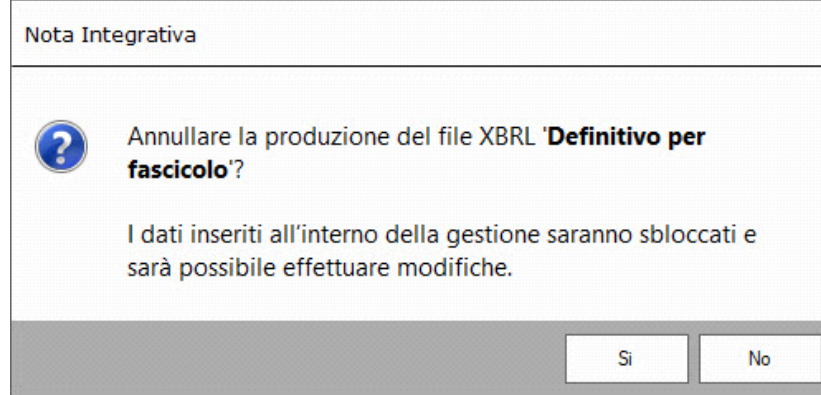 Nota Integrativa
Annullare la produzione del file XBRL 'Definitivo per
fascicolo'?
I dati inseriti all'interno della gestione saranno sbloccati e
sarà possibile effettuare modifiche.
Si
No